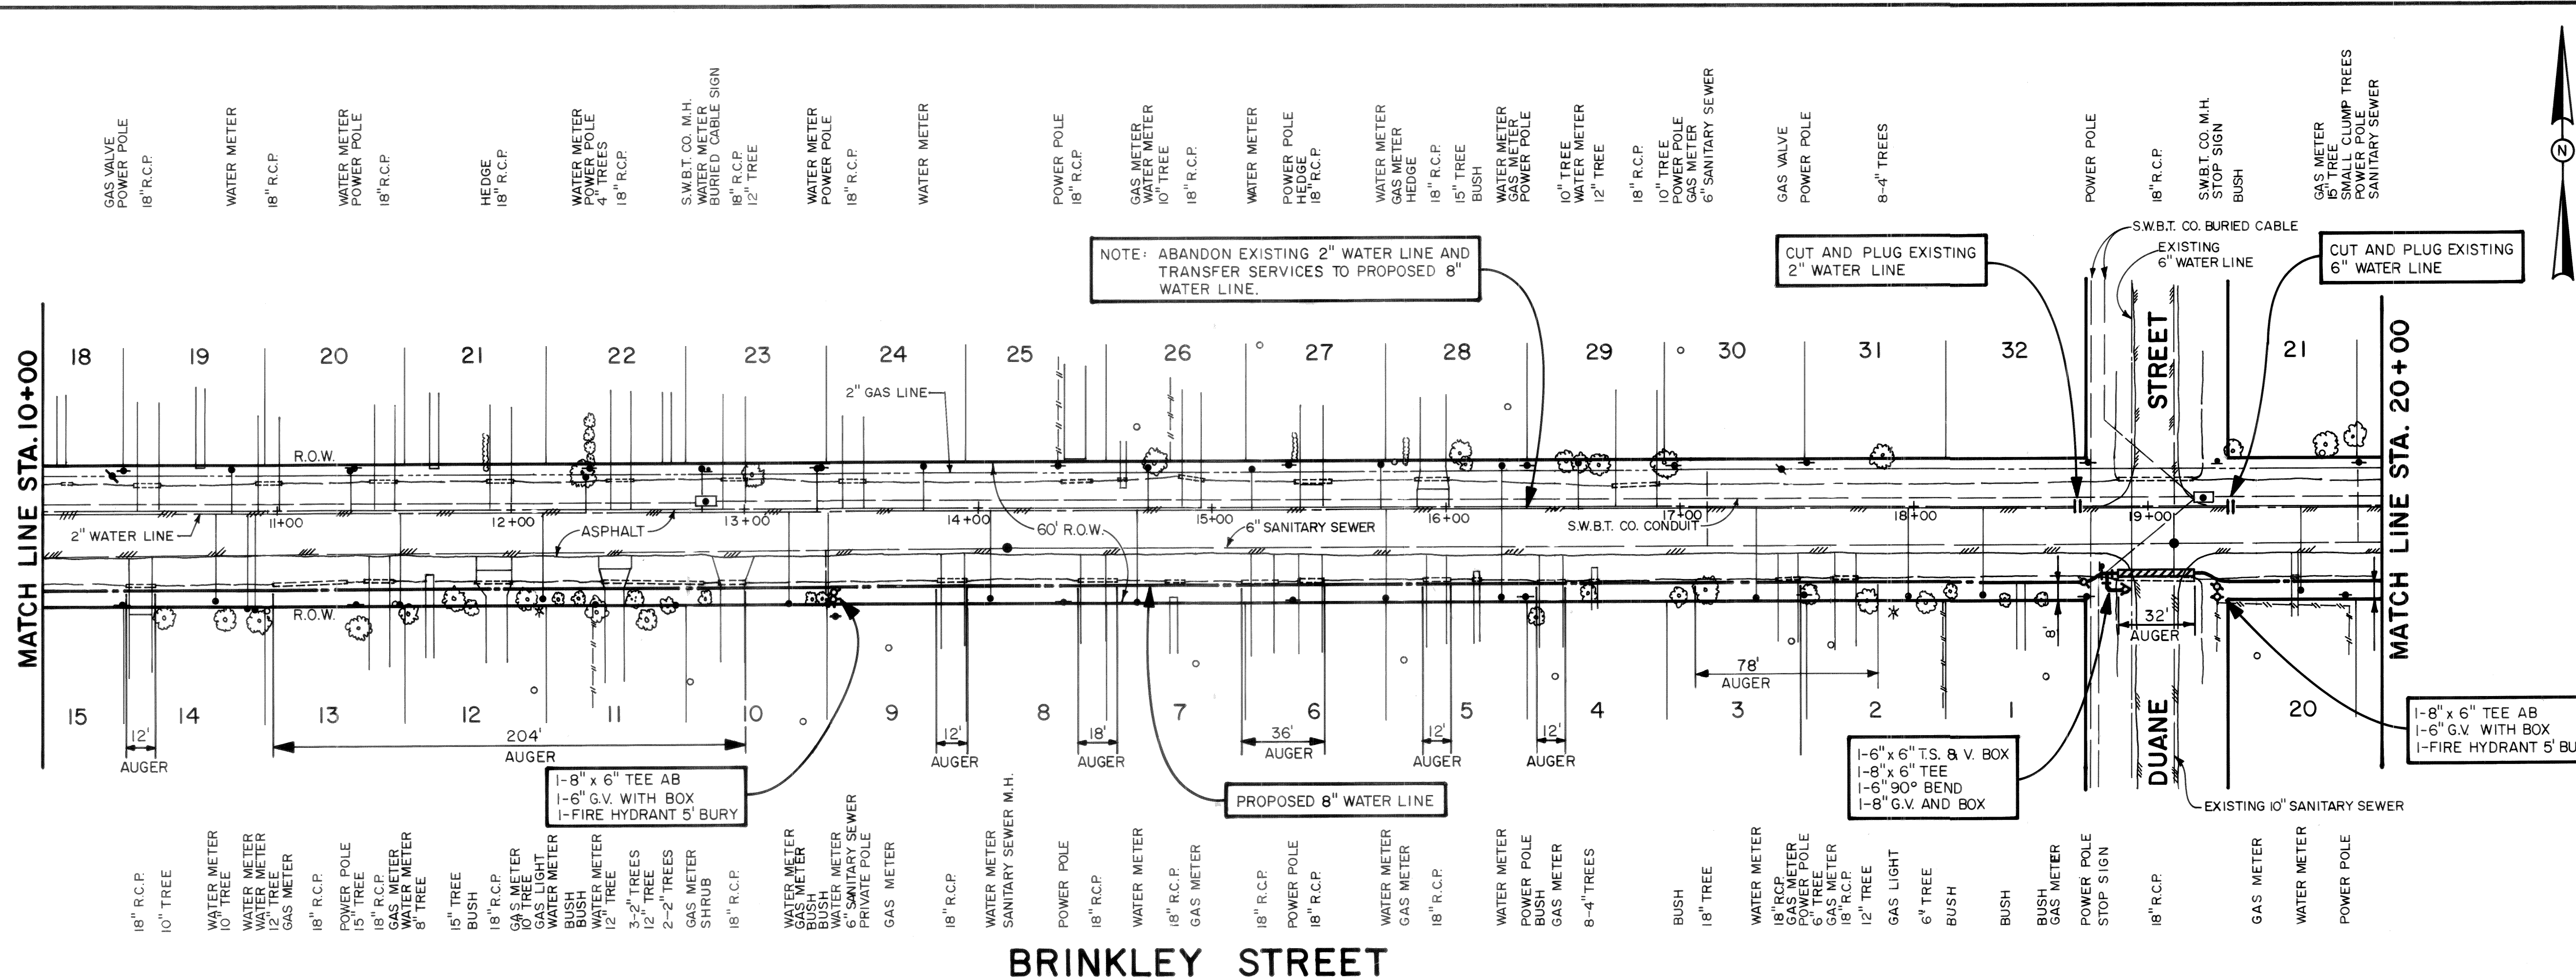 GAS VALVE
POWER POLE
18" R.C.P.
WATER METER
18" R.C.P.
WATER METER
POWER POLE
18" R.C.P.
HEDGE
18" R.C.P.
WATER METER
POWER POLE
4" TREES
18" R.C.P.
S.W.B.T. CO. M.H.
WATER METER
BURIED CABLE SIGN
18" R.C.P.
12" TREE
WATER METER
POWER POLE
18" R.C.P.
WATER METER
POWER POLE
18" R.C.P.
GAS METER
WATER METER
10" TREE
18" R.C.P.
WATER METER
POWER POLE
HEDGE
18" R.C.P.
WATER METER
GAS METER
HEDGE
18" R.C.P.
15" TREE
BUSH
WATER METER
GAS METER
POWER POLE
10" TREE
WATER METER
12" TREE
18" R.C.P.
10" TREE
POWER POLE
GAS METER
6" SANITARY SEWER
GAS VALVE
POWER POLE
8-4" TREES
POWER POLE
18" R.C.P.
S.W.B.T. CO. M.H.
STOP SIGN
BUSH
GAS METER
15" TREE
SMALL CLUMP TREES
POWER POLE
SANITARY SEWER
N
NOTE: ABANDON EXISTING 2" WATER LINE AND
TRANSFER SERVICES TO PROPOSED 8"
WATER LINE.
CUT AND PLUG EXISTING
2" WATER LINE
S.W.B.T. CO. BURIED CABLE
EXISTING
6" WATER LINE
CUT AND PLUG EXISTING
6" WATER LINE
MATCH LINE STA. 10+00
18
19
20
21
22
23
24
25
26
27
28
29
30
31
32
STREET
21
MATCH LINE STA. 20+00
2" GAS LINE
R.O.W.
2" WATER LINE
11+00
12+00
ASPHALT
13+00
14+00
60' R.O.W.
15+00
6" SANITARY SEWER
16+00
S.W.B.T. CO. CONDUIT
17+00
18+00
19+00
R.O.W.
8'
32'
AUGER
78'
AUGER
15
14
13
12
11
10
9
8
7
6
5
4
3
2
1
DUANE
20
12'
AUGER
204'
AUGER
12'
AUGER
18'
AUGER
36'
AUGER
12'
AUGER
12'
AUGER
1-8" x 6" TEE AB
1-6" G.V. WITH BOX
1-FIRE HYDRANT 5' BURY
PROPOSED 8" WATER LINE
1-6" x 6" T.S. & V. BOX
1-8" x 6" TEE
1-6" 90° BEND
1-8" G.V. AND BOX
1-8" x 6" TEE AB
1-6" G.V. WITH BOX
1-FIRE HYDRANT 5' BU
EXISTING 10" SANITARY SEWER
18" R.C.P.
10" TREE
WATER METER
10" TREE
WATER METER
WATER METER
12" TREE
GAS METER
18" R.C.P.
POWER POLE
15" TREE
18" R.C.P.
GAS METER
WATER METER
8" TREE
15" TREE
BUSH
18" R.C.P.
GAS METER
10" TREE
GAS LIGHT
WATER METER
BUSH
BUSH
WATER METER
12" TREE
3-2" TREES
12" TREE
2-2" TREES
GAS METER
SHRUB
18" R.C.P.
WATER METER
GAS METER
BUSH
BUSH
WATER METER
6" SANITARY SEWER
PRIVATE POLE
GAS METER
18" R.C.P.
WATER METER
SANITARY SEWER M.H.
POWER POLE
18" R.C.P.
WATER METER
18" R.C.P.
GAS METER
18" R.C.P.
POWER POLE
18" R.C.P.
WATER METER
GAS METER
18" R.C.P.
WATER METER
POWER POLE
BUSH
GAS METER
8-4" TREES
BUSH
18" TREE
WATER METER
18" R.C.P.
GAS METER
POWER POLE
6" TREE
GAS METER
18" R.C.P.
12" TREE
GAS LIGHT
6" TREE
BUSH
BUSH
BUSH
GAS METER
POWER POLE
STOP SIGN
18" R.C.P.
GAS METER
WATER METER
POWER POLE
BRINKLEY STREET